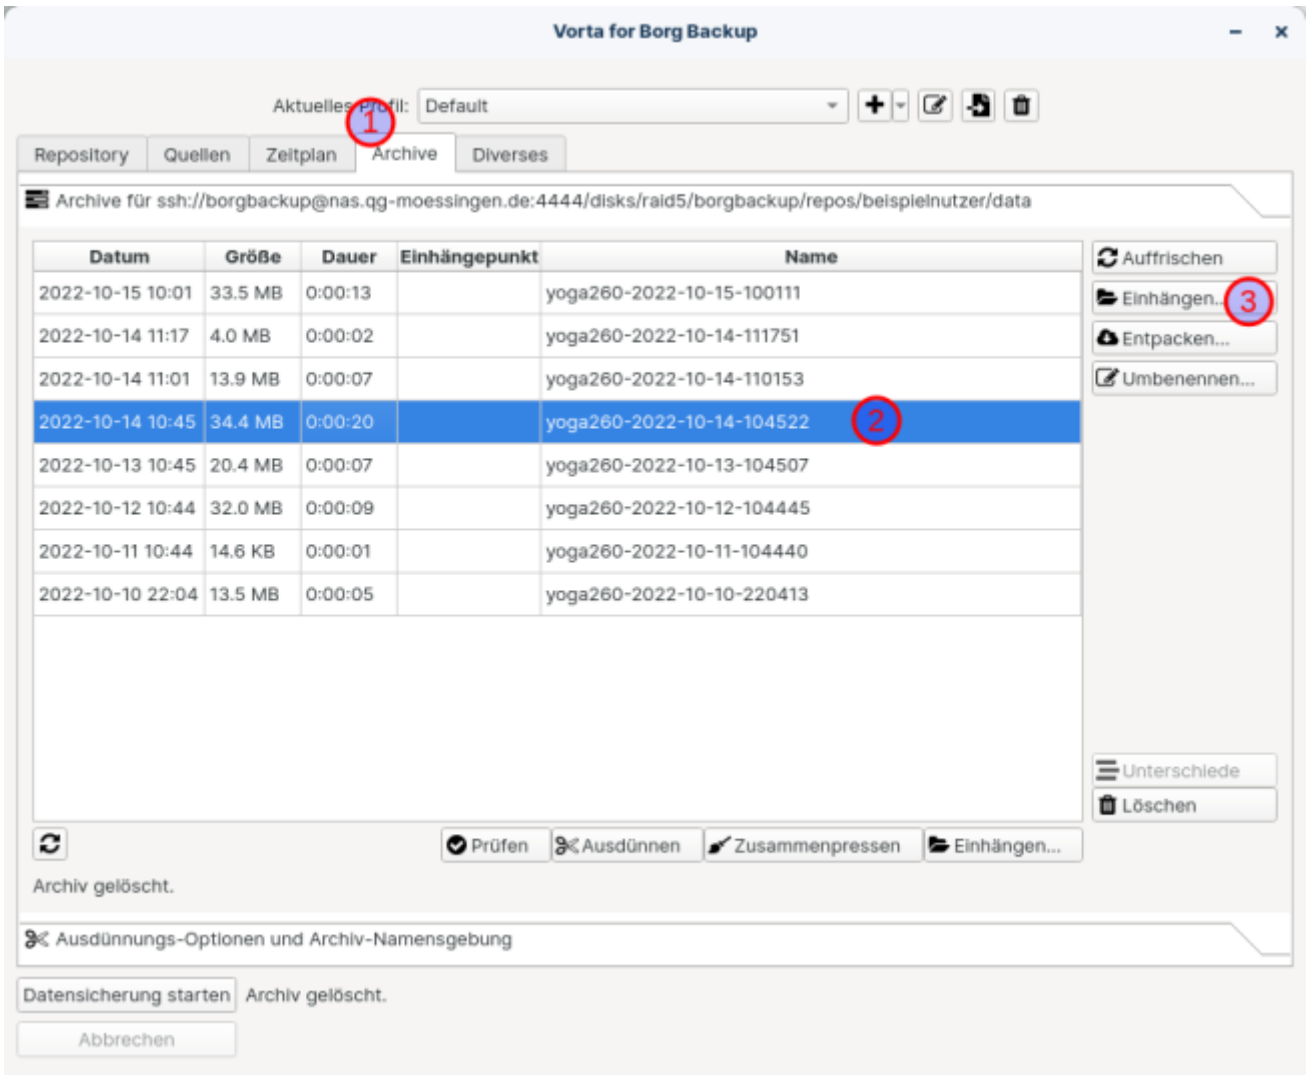 Vorta for Borg Backup
Aktuelles Profil: Default
1
Repository Quellen Zeitplan Archive Diverses
Archive für ssh://borgbackup@nas.qg-moessingen.de:4444/disks/raid5/borgbackup/repos/beispielnutzer/data
Datum Größe Dauer Einhängepunkt Name Auffrischen
2022-10-15 10:01 33.5 MB 0:00:13 yoga260-2022-10-15-100111 Einhängen... 3
2022-10-14 11:17 4.0 MB 0:00:02 yoga260-2022-10-14-111751 Entpacken...
2022-10-14 11:01 13.9 MB 0:00:07 yoga260-2022-10-14-110153 Umbenennen...
2022-10-14 10:45 34.4 MB 0:00:20 yoga260-2022-10-14-104522 2
2022-10-13 10:45 20.4 MB 0:00:07 yoga260-2022-10-13-104507
2022-10-12 10:44 32.0 MB 0:00:09 yoga260-2022-10-12-104445
2022-10-11 10:44 14.6 KB 0:00:01 yoga260-2022-10-11-104440
2022-10-10 22:04 13.5 MB 0:00:05 yoga260-2022-10-10-220413
Unterschiede
Löschen
Prüfen Ausdünnen Zusammenpressen Einhängen...
Archiv gelöscht.
Ausdünnungs-Optionen und Archiv-Namensgebung
Datensicherung starten Archiv gelöscht.
Abbrechen